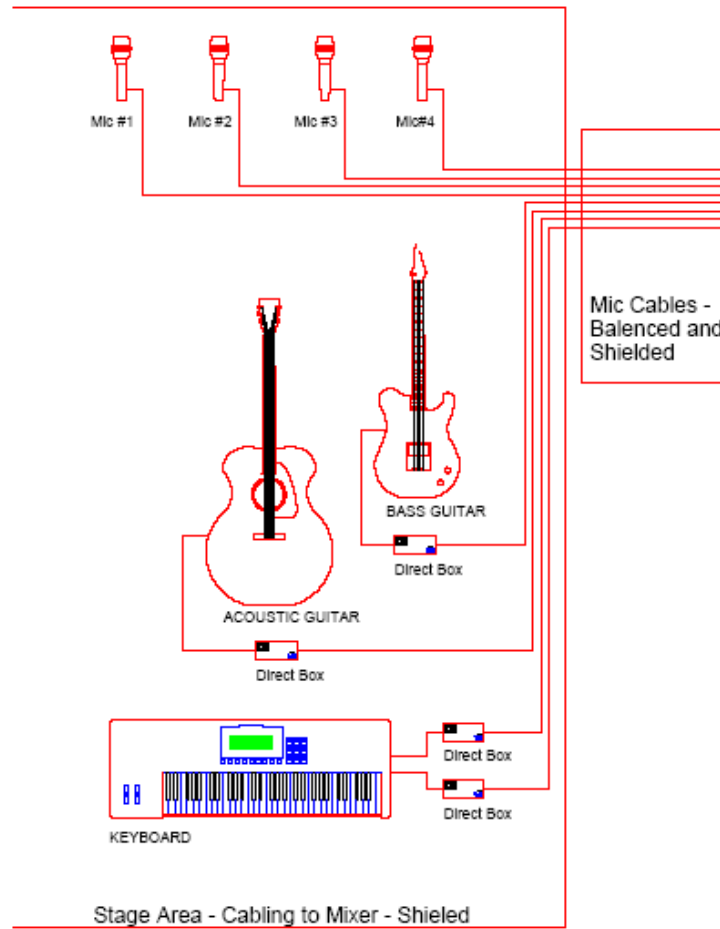 Mic #1
Mic #2
Mic #3
Mic#4
Mic Cables -
Balenced and
Shielded
BASS GUITAR
Direct Box
ACOUSTIC GUITAR
Direct Box
Direct Box
Direct Box
KEYBOARD
Stage Area - Cabling to Mixer - Shieled